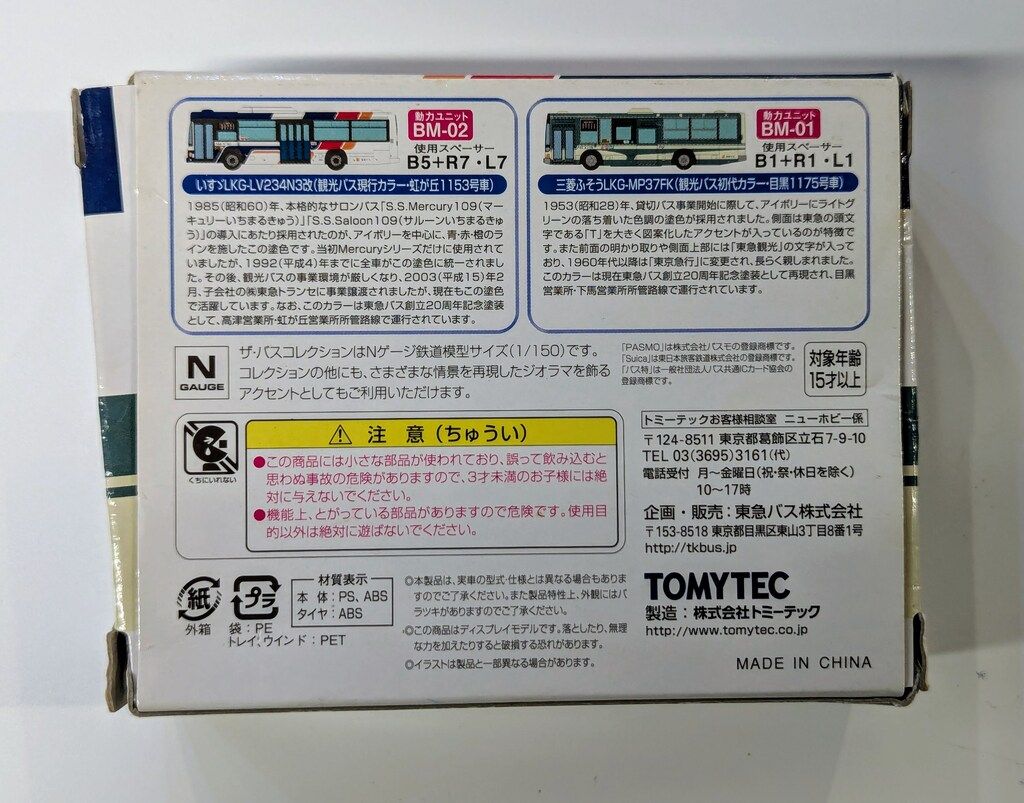 動力ユニット
BM-02
使用スペーサー
B5+R7・L7
いすゞLKG-LV234N3改(観光バス現行カラー・虹が丘1153号車)
1985(昭和60)年、本格的なサロンバス「S.S.Mercury109(マ
ーキュリーいちまるきゅう)」「S.S.Saloon109(サルーンいちまるきゅ
う)」の導入にあたり採用されたのが、アイボリーを中心に、青・赤・橙のラ
インを施したこの塗色です。当初Mercuryシリーズだけに使用されて
いましたが、1992(平成4)年までに全車がこの塗色に統一されまし
た。その後、観光バスの事業環境が厳しくなり、2003(平成15)年2
月、子会社の㈱東急トランセに事業譲渡されましたが、現在もこの塗色
で活躍しています。なお、このカラーは東急バス創立20周年記念塗装
として、高津営業所・虹が丘営業所所管路線で運行されています。
動力ユニット
BM-01
使用スペーサー
B1+R1・L1
三菱ふそうLKG-MP37FK(観光バス初代カラー・目黒1175号車)
1953(昭和28)年、貸切バス事業開始に際して、アイボリーにライトグ
リーンの落ち着いた色調の塗色が採用されました。側面は東急の頭文
字である「T」を大きく図案化したアクセントが入っているのが特徴で
す。また前面の明かり取りや側面上部には「東急観光」の文字が入って
おり、1960年代以降は「東京急行」に変更され、長らく親しまれました。
このカラーは現在東急バス創立20周年記念塗装として再現され、目黒
営業所・下馬営業所所管路線で運行されています。
N
GAUGE
ザ・バスコレクションはNゲージ鉄道模型サイズ(1/150)です。
コレクションの他にも、さまざまな情景を再現したジオラマを飾る
アクセントとしてもご利用いただけます。
「PASMO」は株式会社パスモの登録商標です。
「Suica」は東日本旅客鉄道株式会社の登録商標です。
「バス特」は一般社団法人バス共通ICカード協会の
登録商標です。
対象年齢
15才以上
くちにいれない
⚠ 注 意 (ちゅうい)
●この商品には小さな部品が使われており、誤って飲み込むと
思わぬ事故の危険がありますので、3才未満のお子様には絶
対に与えないでください。
●機能上、とがっている部品がありますので危険です。使用目
的以外は絶対に遊ばないでください。
トミーテックお客様相談室 ニューホビー係
〒124-8511 東京都葛飾区立石7-9-10
TEL 03(3695)3161(代)
電話受付 月～金曜日(祝・祭・休日を除く)
10～17時
企画・販売:東急バス株式会社
〒153-8518 東京都目黒区東山3丁目8番1号
http://tkbus.jp
紙
外箱
プラ
袋:PE
トレイ、ウインド:PET
材質表示
本 体:PS、ABS
タイヤ:ABS
◎本製品は、実車の型式・仕様とは異なる場合もありま
すのでご了承ください。また製品特性上、外観にはバ
ラツキがありますのでご了承ください。
◎この商品はディスプレイモデルです。落としたり、無理
な力を加えたりすると破損する恐れがあります。
◎イラストは製品と一部異なる場合があります。
TOMYTEC
製造:株式会社トミーテック
http://www.tomytec.co.jp
MADE IN CHINA